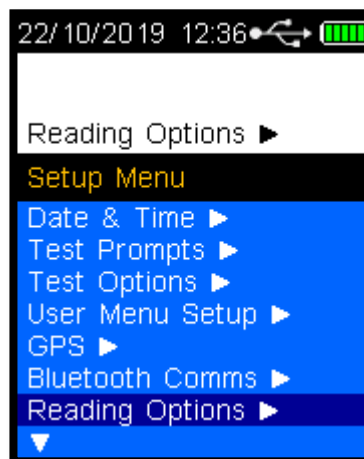 22/10/2019 12:36
Reading Options ▶
Setup Menu
Date & Time ▶
Test Prompts ▶
Test Options ▶
User Menu Setup ▶
GPS ▶
Bluetooth Comms ▶
Reading Options ▶
▼